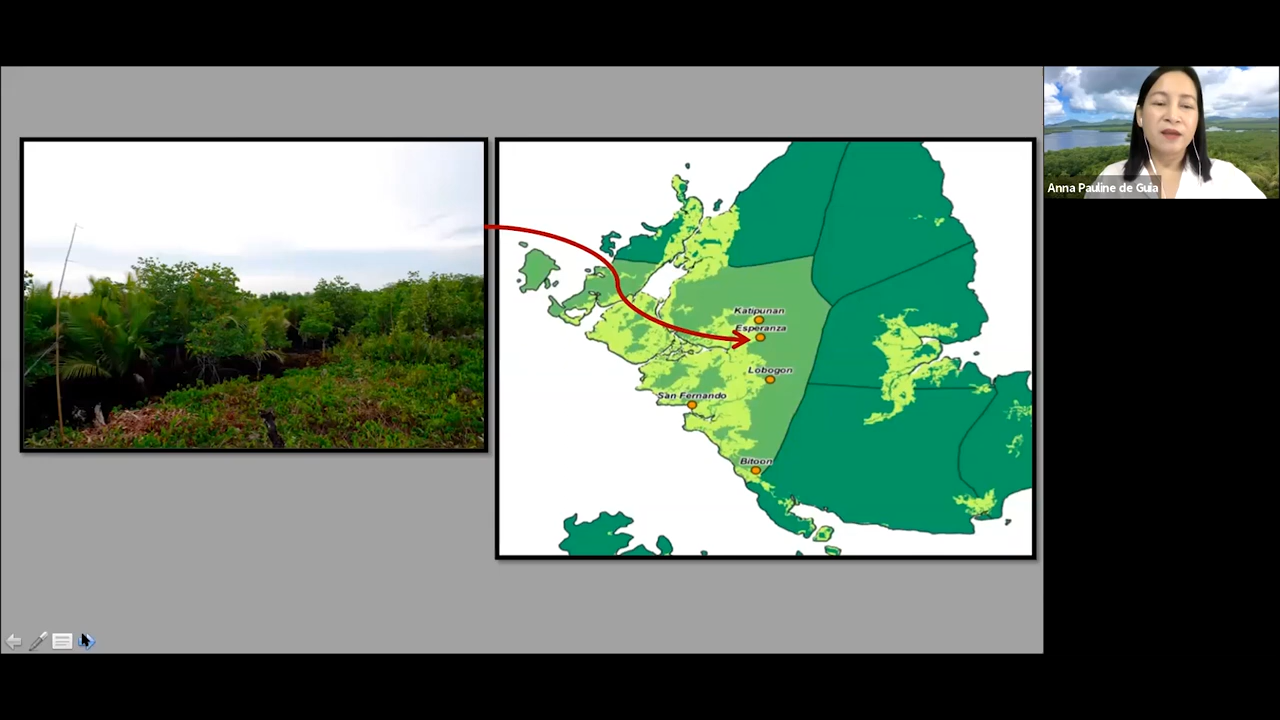 Anna Pauline de Guia
Katipunan
Esperanza
Lobogon
San Fernando
Bitoon